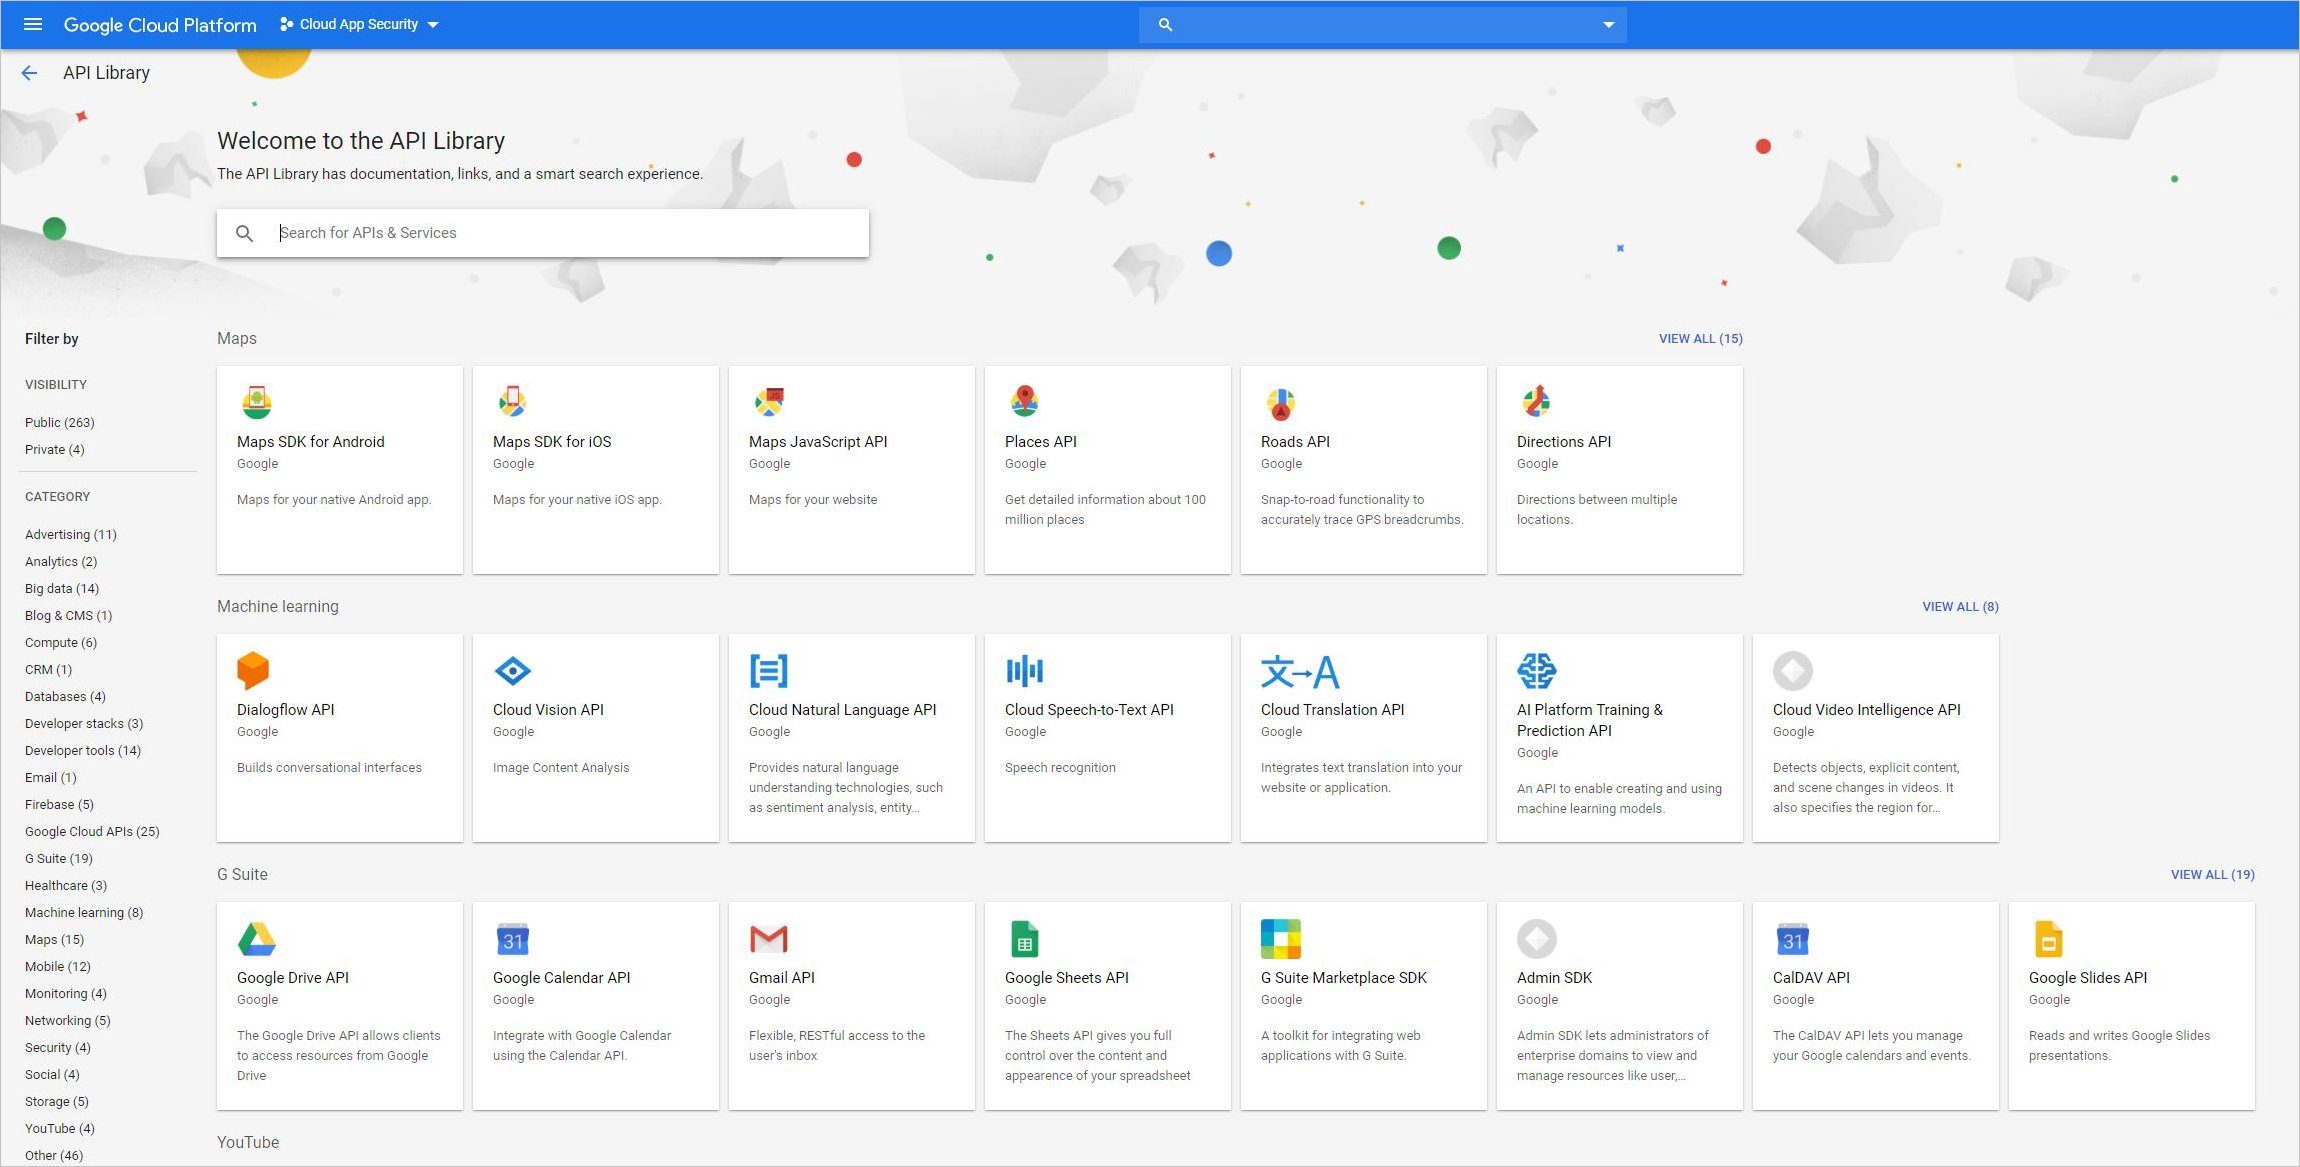 Google Cloud Platform
Cloud App Security
API Library
Welcome to the API Library
The API Library has documentation, links, and a smart search experience.
Search for APIs & Services
Filter by
VISIBILITY
Public (263)
Private (4)
CATEGORY
Advertising (11)
Analytics (2)
Big data (14)
Blog & CMS (1)
Compute (6)
CRM (1)
Databases (4)
Developer stacks (3)
Developer tools (14)
Email (1)
Firebase (5)
Google Cloud APIs (25)
G Suite (19)
Healthcare (3)
Machine learning (8)
Maps (15)
Mobile (12)
Monitoring (4)
Networking (5)
Security (4)
Social (4)
Storage (5)
YouTube (4)
Other (46)
Maps
VIEW ALL (15)
Maps SDK for Android
Google
Maps for your native Android app.
Maps SDK for iOS
Google
Maps for your native iOS app.
JS
Maps JavaScript API
Google
Maps for your website
Places API
Google
Get detailed information about 100
million places
Roads API
Google
Snap-to-road functionality to
accurately trace GPS breadcrumbs.
Directions API
Google
Directions between multiple
locations.
Machine learning
VIEW ALL (8)
Dialogflow API
Google
Builds conversational interfaces
Cloud Vision API
Google
Image Content Analysis
Cloud Natural Language API
Google
Provides natural language
understanding technologies, such
as sentiment analysis, entity...
Cloud Speech-to-Text API
Google
Speech recognition
文→A
Cloud Translation API
Google
Integrates text translation into your
website or application.
AI Platform Training &
Prediction API
Google
An API to enable creating and using
machine learning models.
Cloud Video Intelligence API
Google
Detects objects, explicit content,
and scene changes in videos. It
also specifies the region for...
G Suite
VIEW ALL (19)
Google Drive API
Google
The Google Drive API allows clients
to access resources from Google
Drive
31
Google Calendar API
Google
Integrate with Google Calendar
using the Calendar API.
Gmail API
Google
Flexible, RESTful access to the
user's inbox
Google Sheets API
Google
The Sheets API gives you full
control over the content and
appearence of your spreadsheet
G Suite Marketplace SDK
Google
A toolkit for integrating web
applications with G Suite.
Admin SDK
Google
Admin SDK lets administrators of
enterprise domains to view and
manage resources like user,...
31
CalDAV API
Google
The CalDAV API lets you manage
your Google calendars and events.
Google Slides API
Google
Reads and writes Google Slides
presentations.
YouTube